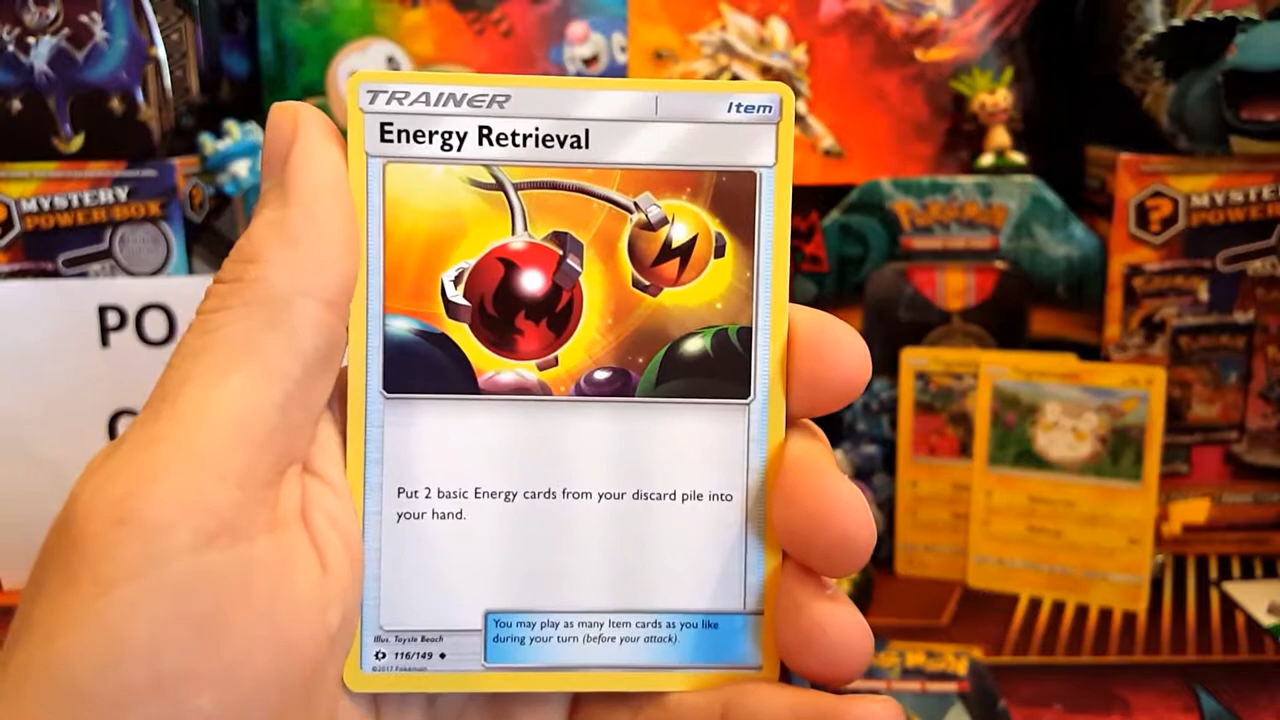 TRAINER
Item
Energy Retrieval
Put 2 basic Energy cards from your discard pile into
your hand.
You may play as many Item cards as you like
during your turn (before your attack).
Illus. Toyste Beach
116/149
©2017 Pokémon
MYSTERY
POWER BOX
PO
POKÉMON
MYSTERY
POWER